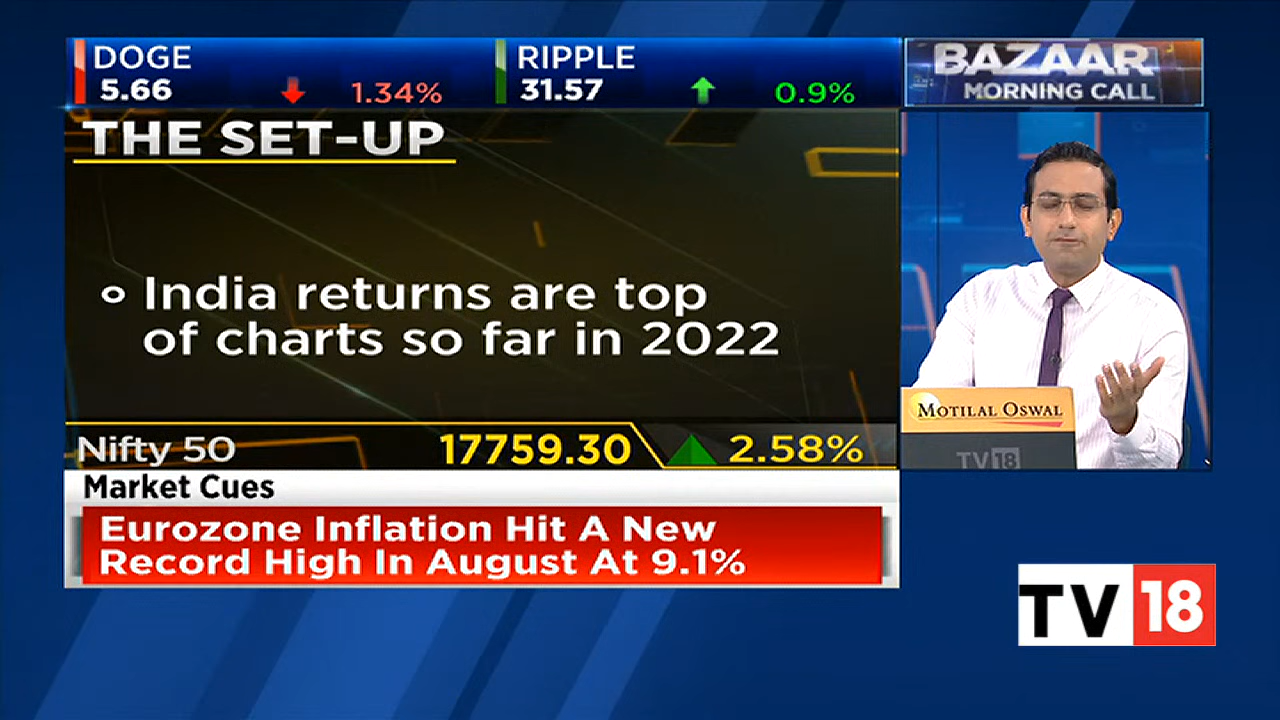 DOGE
5.66 1.34%
RIPPLE
31.57 0.9%
BAZAAR
MORNING CALL
THE SET-UP
India returns are top
of charts so far in 2022
Nifty 50 17759.30 2.58%
MOTILAL OSWAL
TV18
Market Cues
Eurozone Inflation Hit A New
Record High In August At 9.1%
TV18